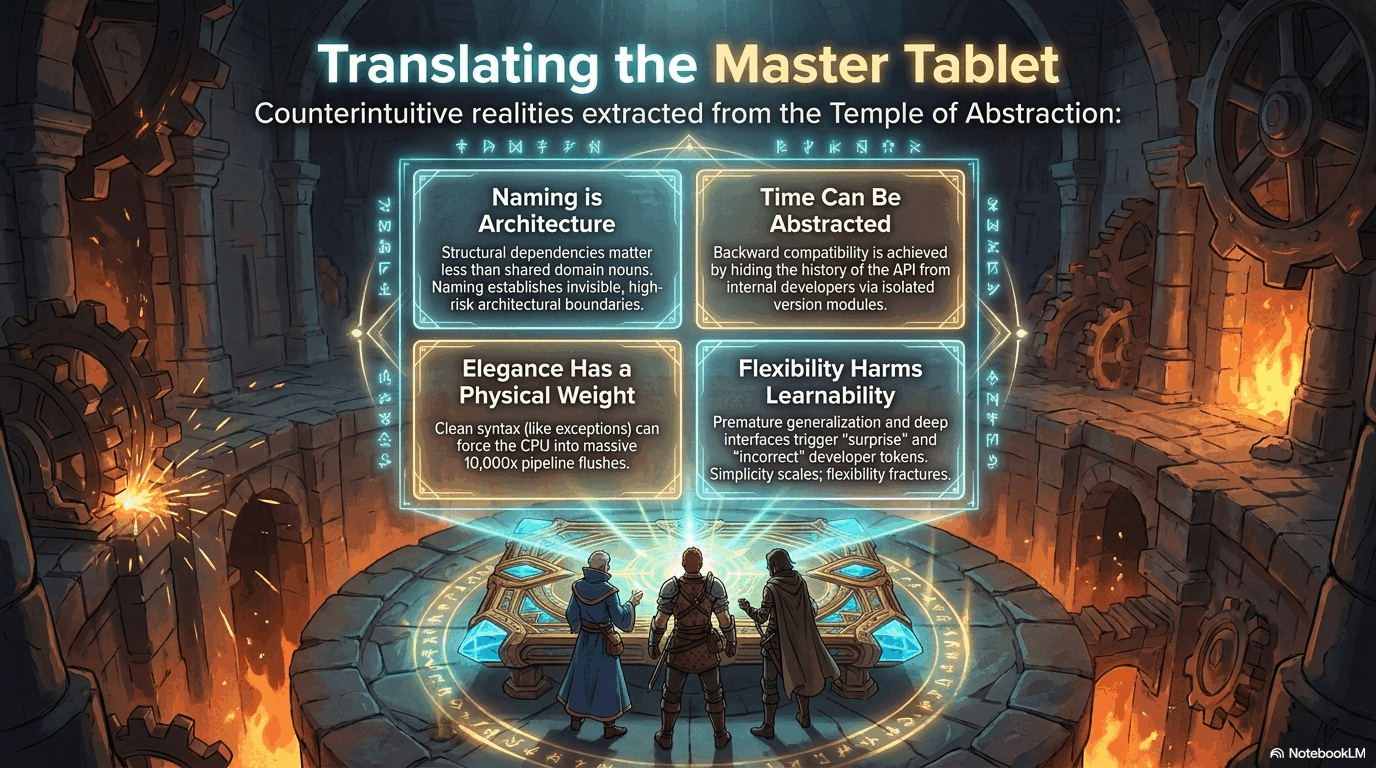 Translating the Master Tablet
Counterintuitive realities extracted from the Temple of Abstraction:
Naming is
Architecture
Structural dependencies matter
less than shared domain nouns.
Naming establishes invisible, high-
risk architectural boundaries.
Time Can Be
Abstracted
Backward compatibility is achieved
by hiding the history of the API from
internal developers via isolated
version modules.
Elegance Has a
Physical Weight
Clean syntax (like exceptions) can
force the CPU into massive
10,000x pipeline flushes.
Flexibility Harms
Learnability
Premature generalization and deep
interfaces trigger "surprise" and
"incorrect" developer tokens.
Simplicity scales; flexibility fractures.
NotebookLM